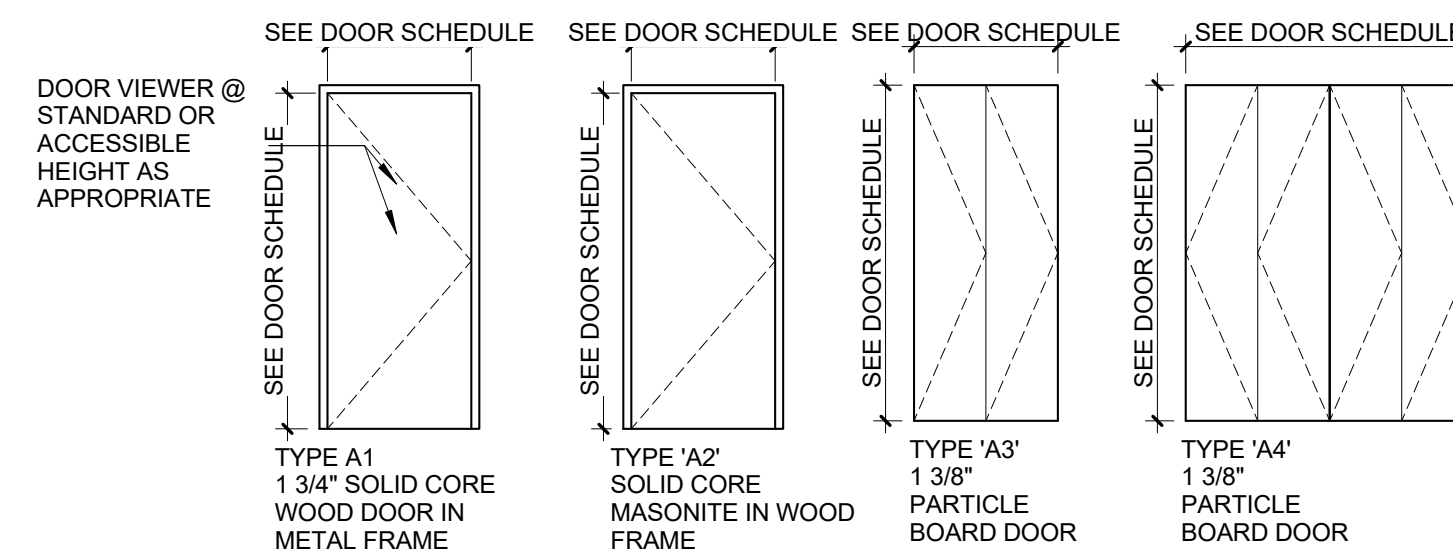 SEE DOOR SCHEDULE
SEE DOOR SCHEDULE
SEE DOOR SCHEDULE
SEE DOOR SCHEDULE
DOOR VIEWER @
STANDARD OR
ACCESSIBLE
HEIGHT AS
APPROPRIATE
SEE DOOR SCHEDULE
SEE DOOR SCHEDULE
SEE DOOR SCHEDULE
SEE DOOR SCHEDULE
TYPE A1
1 3/4" SOLID CORE
WOOD DOOR IN
METAL FRAME
TYPE 'A2'
SOLID CORE
MASONITE IN WOOD
FRAME
TYPE 'A3'
1 3/8"
PARTICLE
BOARD DOOR
TYPE 'A4'
1 3/8"
PARTICLE
BOARD DOOR